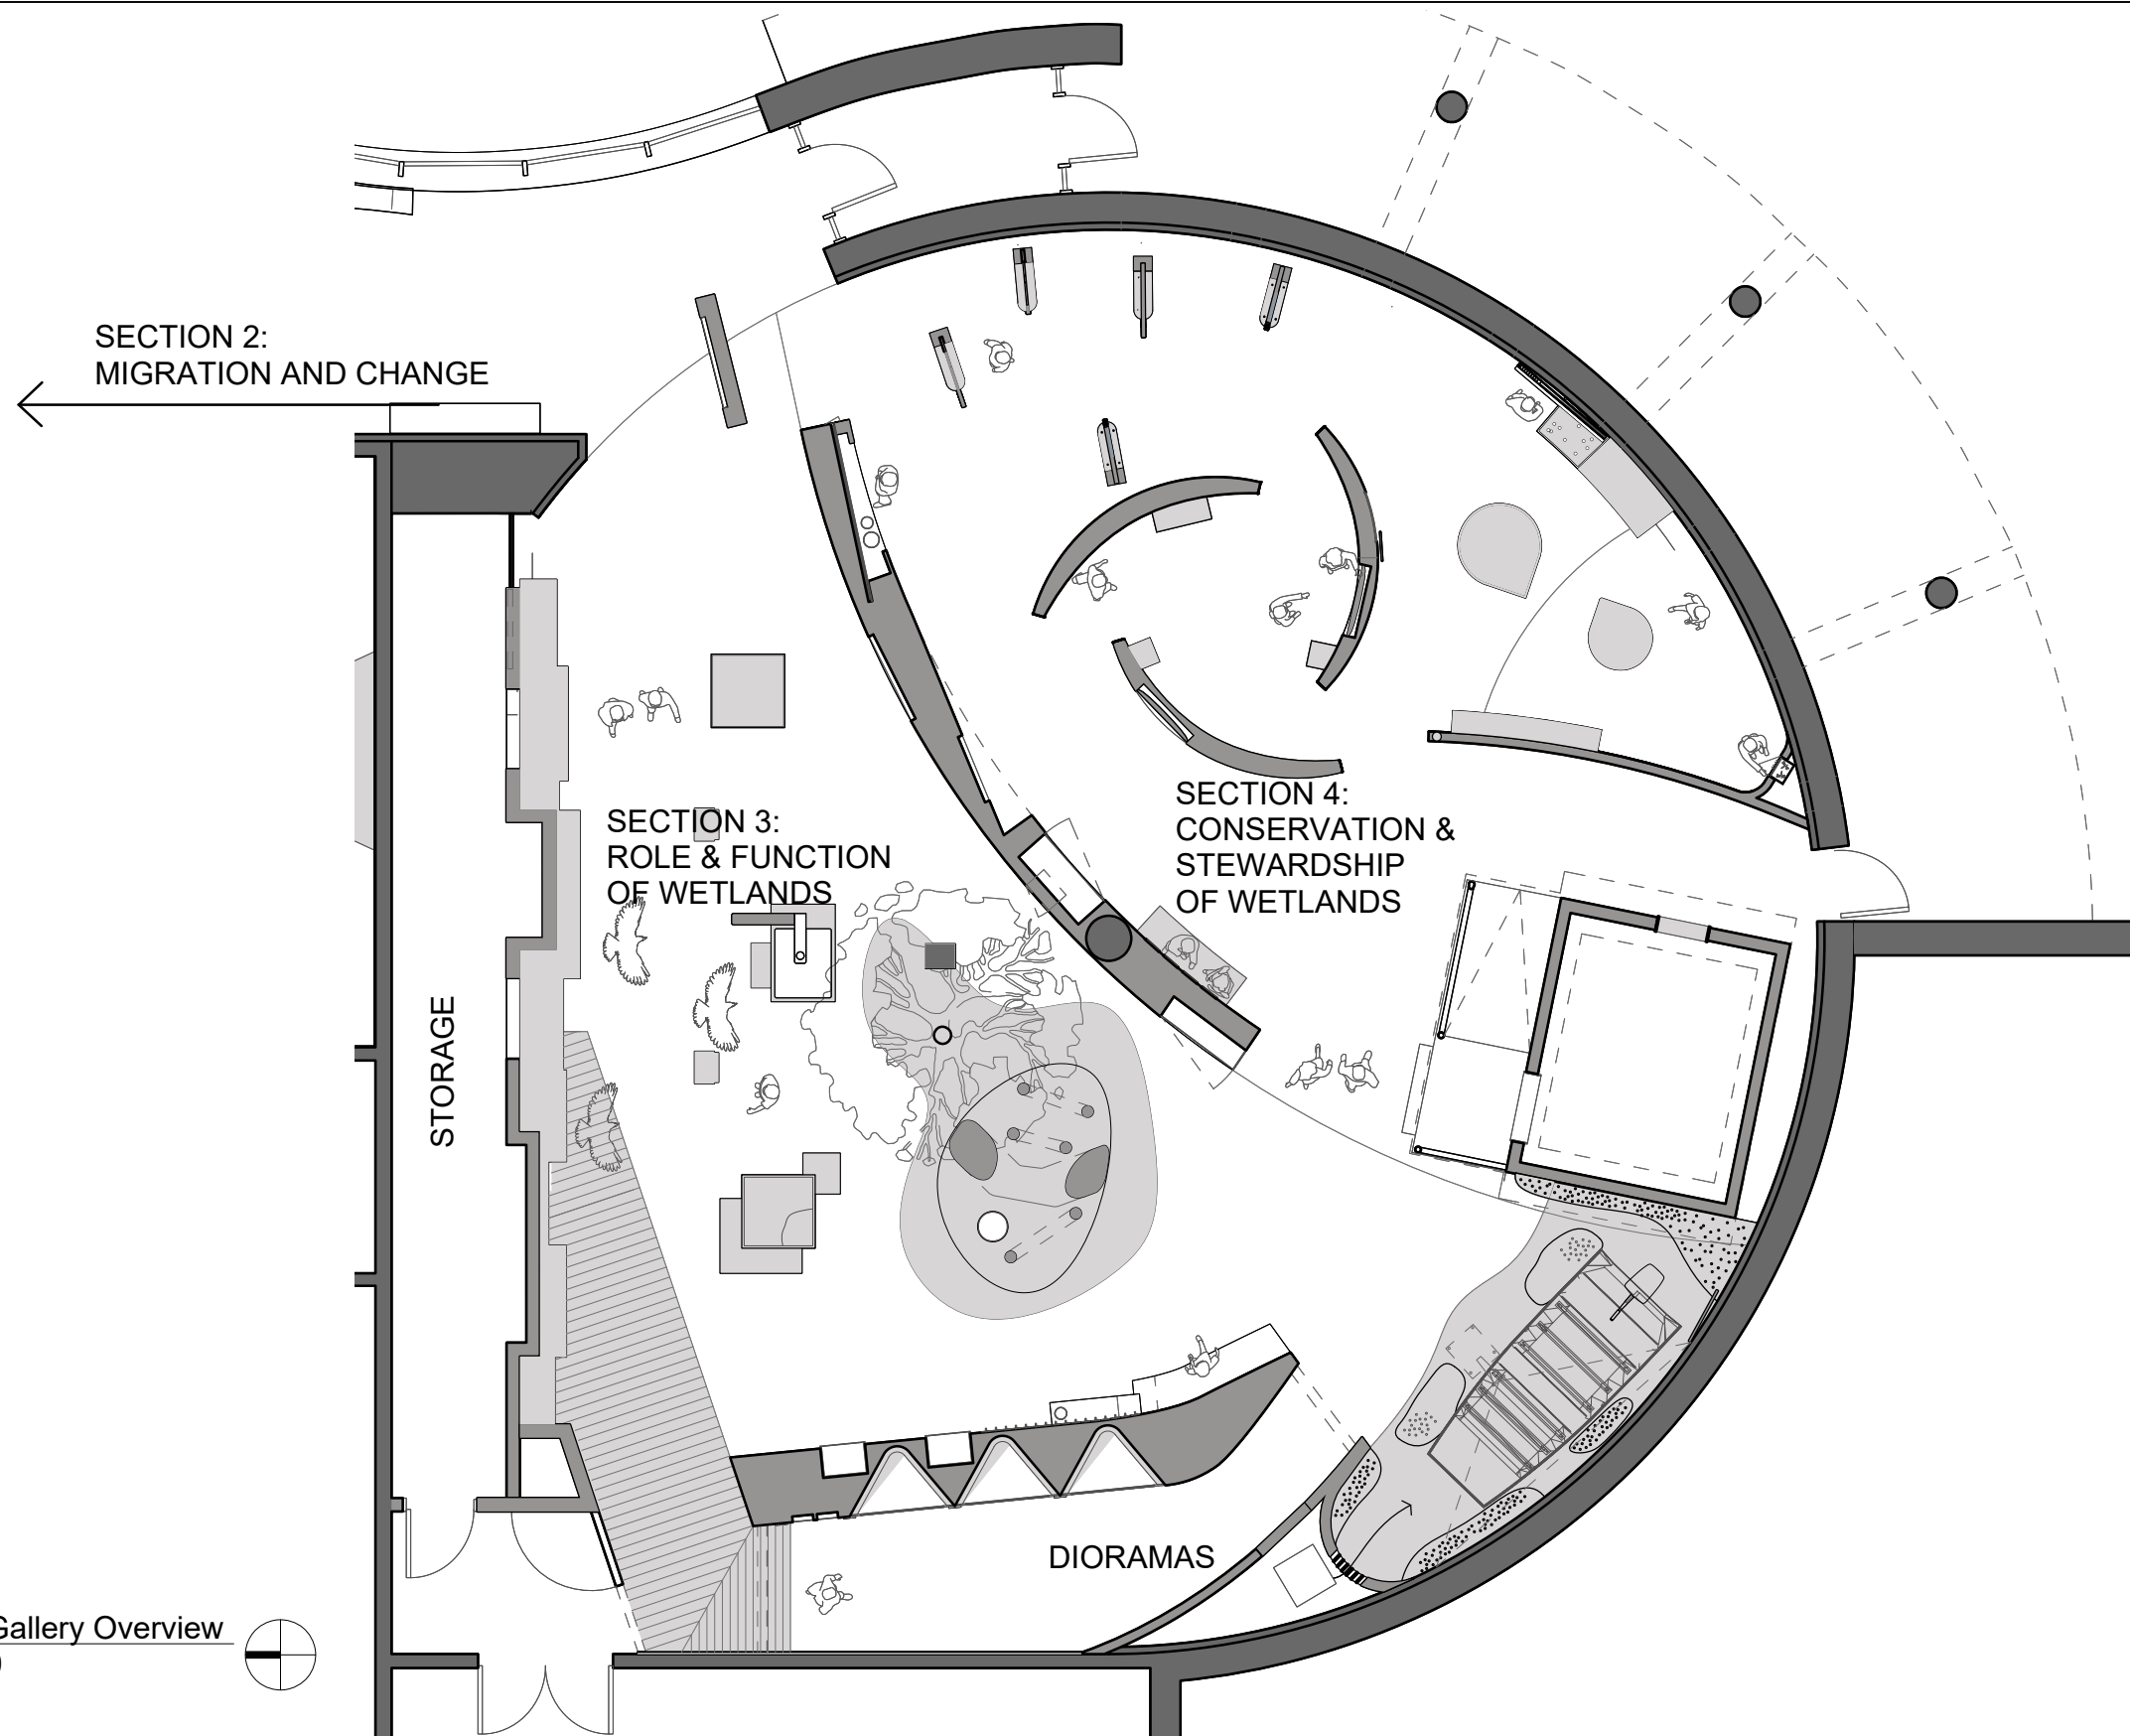 SECTION 2:
MIGRATION AND CHANGE
SECTION 3:
ROLE & FUNCTION
OF WETLANDS
SECTION 4:
CONSERVATION &
STEWARDSHIP
OF WETLANDS
STORAGE
DIORAMAS
Gallery Overview